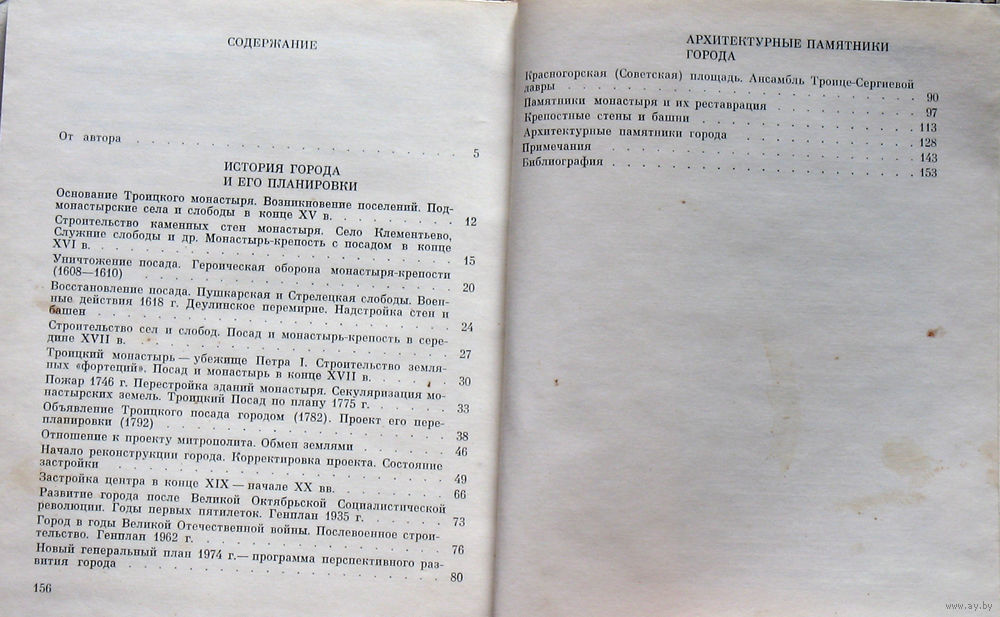 СОДЕРЖАНИЕ
От автора . . . . . . . . . . 5
ИСТОРИЯ ГОРОДА
И ЕГО ПЛАНИРОВКИ
Основание Троицкого монастыря. Возникновение поселений. Под-
монастырские села и слободы в конце XV в. . . . . . . . 12
Строительство каменных стен монастыря. Село Клементьево,
Служние слободы и др. Монастырь-крепость с посадом в конце
XVI в. . . . . . . . . . 15
Уничтожение посада. Героическая оборона монастыря-крепости
(1608—1610) . . . . . . . . . 20
Восстановление посада. Пушкарская и Стрелецкая слободы. Воен-
ные действия 1618 г. Деулинское перемирие. Надстройка стен и
башен . . . . . . . . . 24
Строительство сел и слобод. Посад и монастырь-крепость в сере-
дине XVII в. . . . . . . . . 27
Троицкий монастырь — убежище Петра I. Строительство земля-
ных «фортеций». Посад и монастырь в конце XVII в. . . . . 30
Пожар 1746 г. Перестройка зданий монастыря. Секуляризация мо-
настырских земель. Троицкий Посад по плану 1775 г. . . . . 33
Объявление Троицкого посада городом (1782). Проект его пере-
планировки (1792) . . . . . . . . 38
Отношение к проекту митрополита. Обмен землями . . . . . 46
Начало реконструкции города. Корректировка проекта. Состояние
застройки . . . . . . . . . 49
Застройка центра в конце XIX — начале XX вв. . . . . . 66
Развитие города после Великой Октябрьской Социалистической
революции. Годы первых пятилеток. Генплан 1935 г. . . . . 73
Город в годы Великой Отечественной войны. Послевоенное строи-
тельство. Генплан 1962 г. . . . . . . . 76
Новый генеральный план 1974 г.— программа перспективного раз-
вития города . . . . . . . . . 80
156
АРХИТЕКТУРНЫЕ ПАМЯТНИКИ
ГОРОДА
Красногорская (Советская) площадь. Ансамбль Троице-Сергиевой
лавры . . . . . . . . . 90
Памятники монастыря и их реставрация . . . . . . 97
Крепостные стены и башни . . . . . . . 113
Архитектурные памятники города . . . . . . . 128
Примечания . . . . . . . . . 143
Библиография . . . . . . . . . 153
www.ay.by